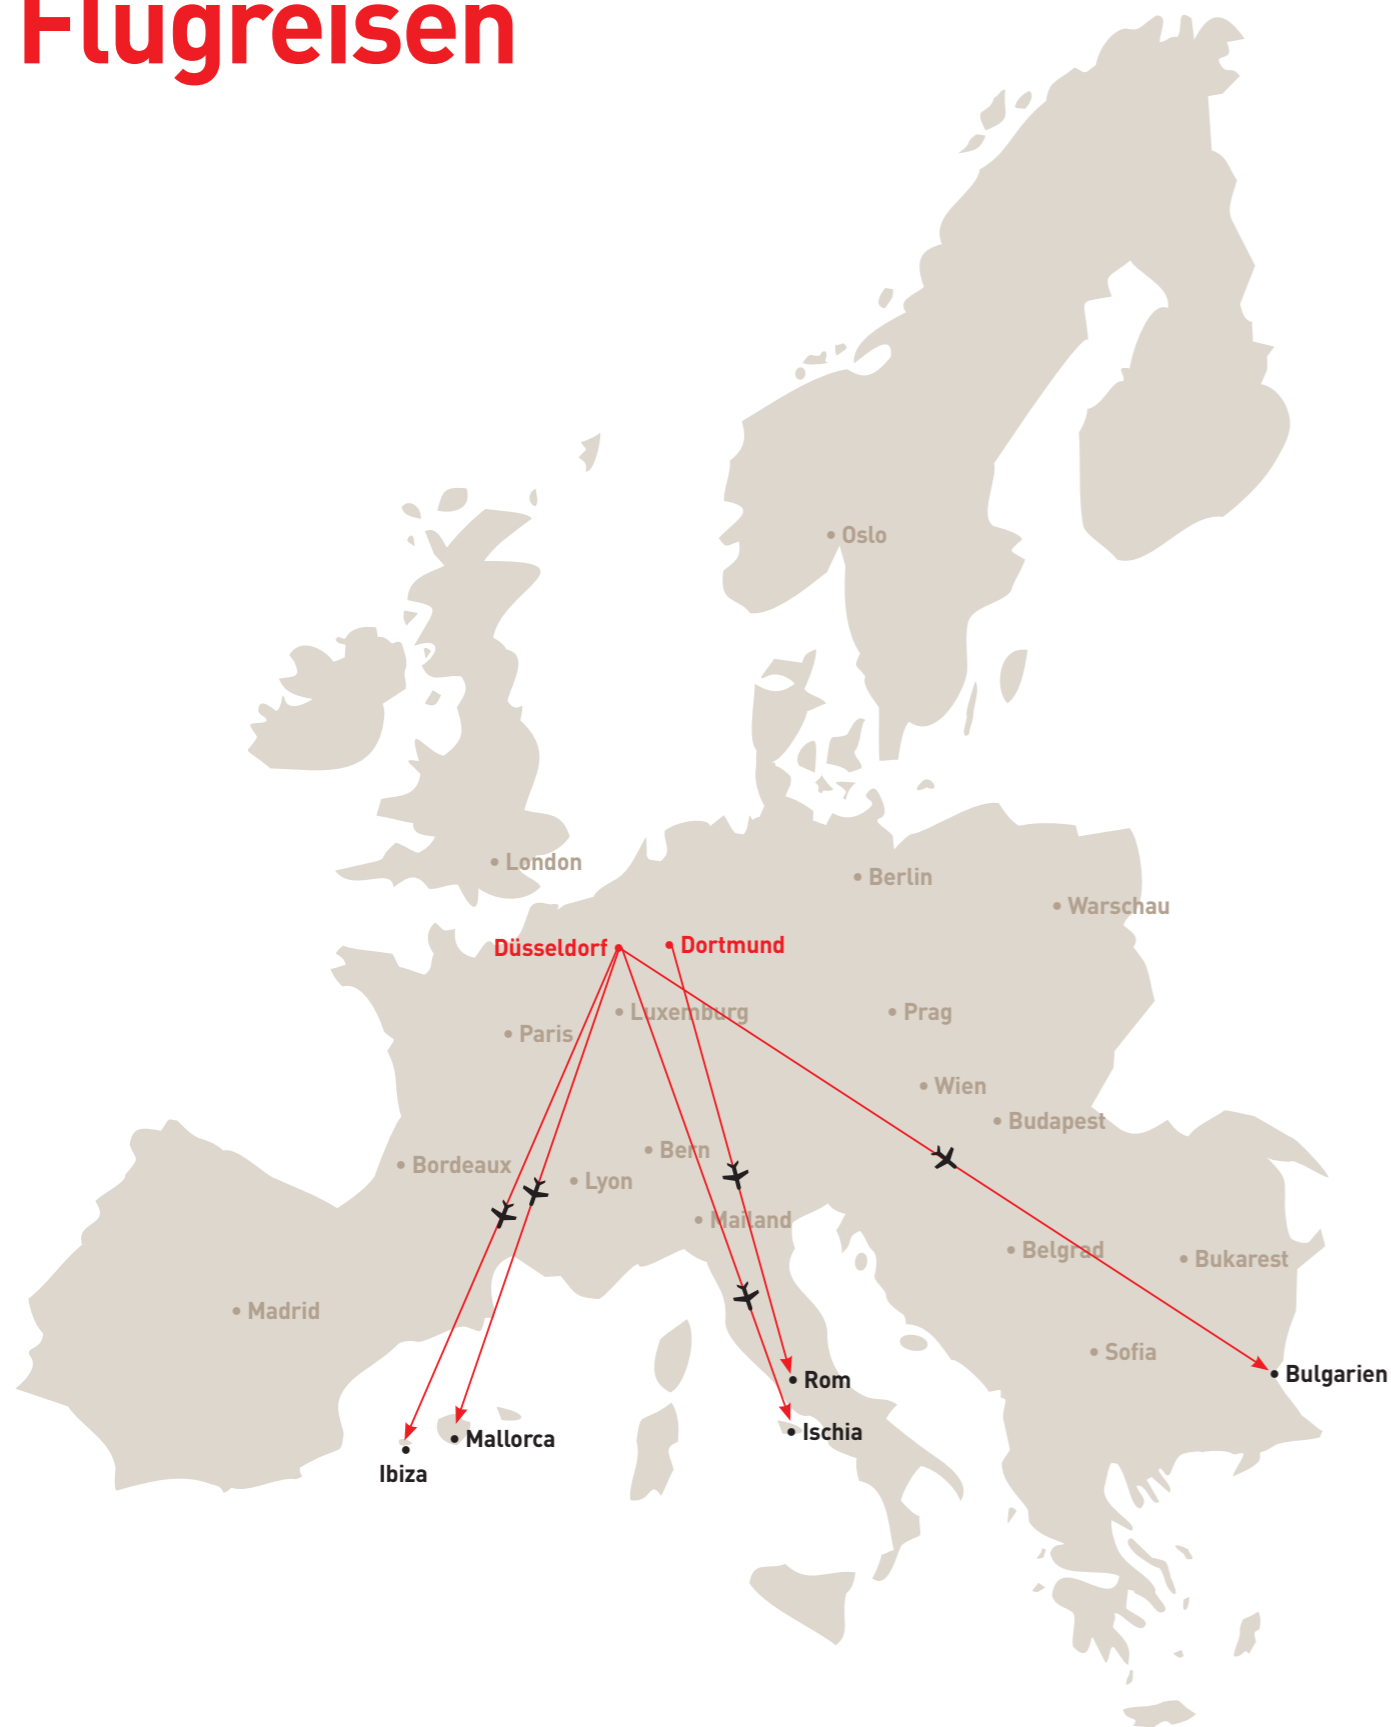 Flugreisen
Oslo
London
Berlin
Warschau
Düsseldorf
Dortmund
Luxemburg
Prag
Paris
Wien
Budapest
Bern
Bordeaux
Lyon
Mailand
Belgrad
Bukarest
Madrid
Sofia
Bulgarien
Rom
Ischia
Mallorca
Ibiza